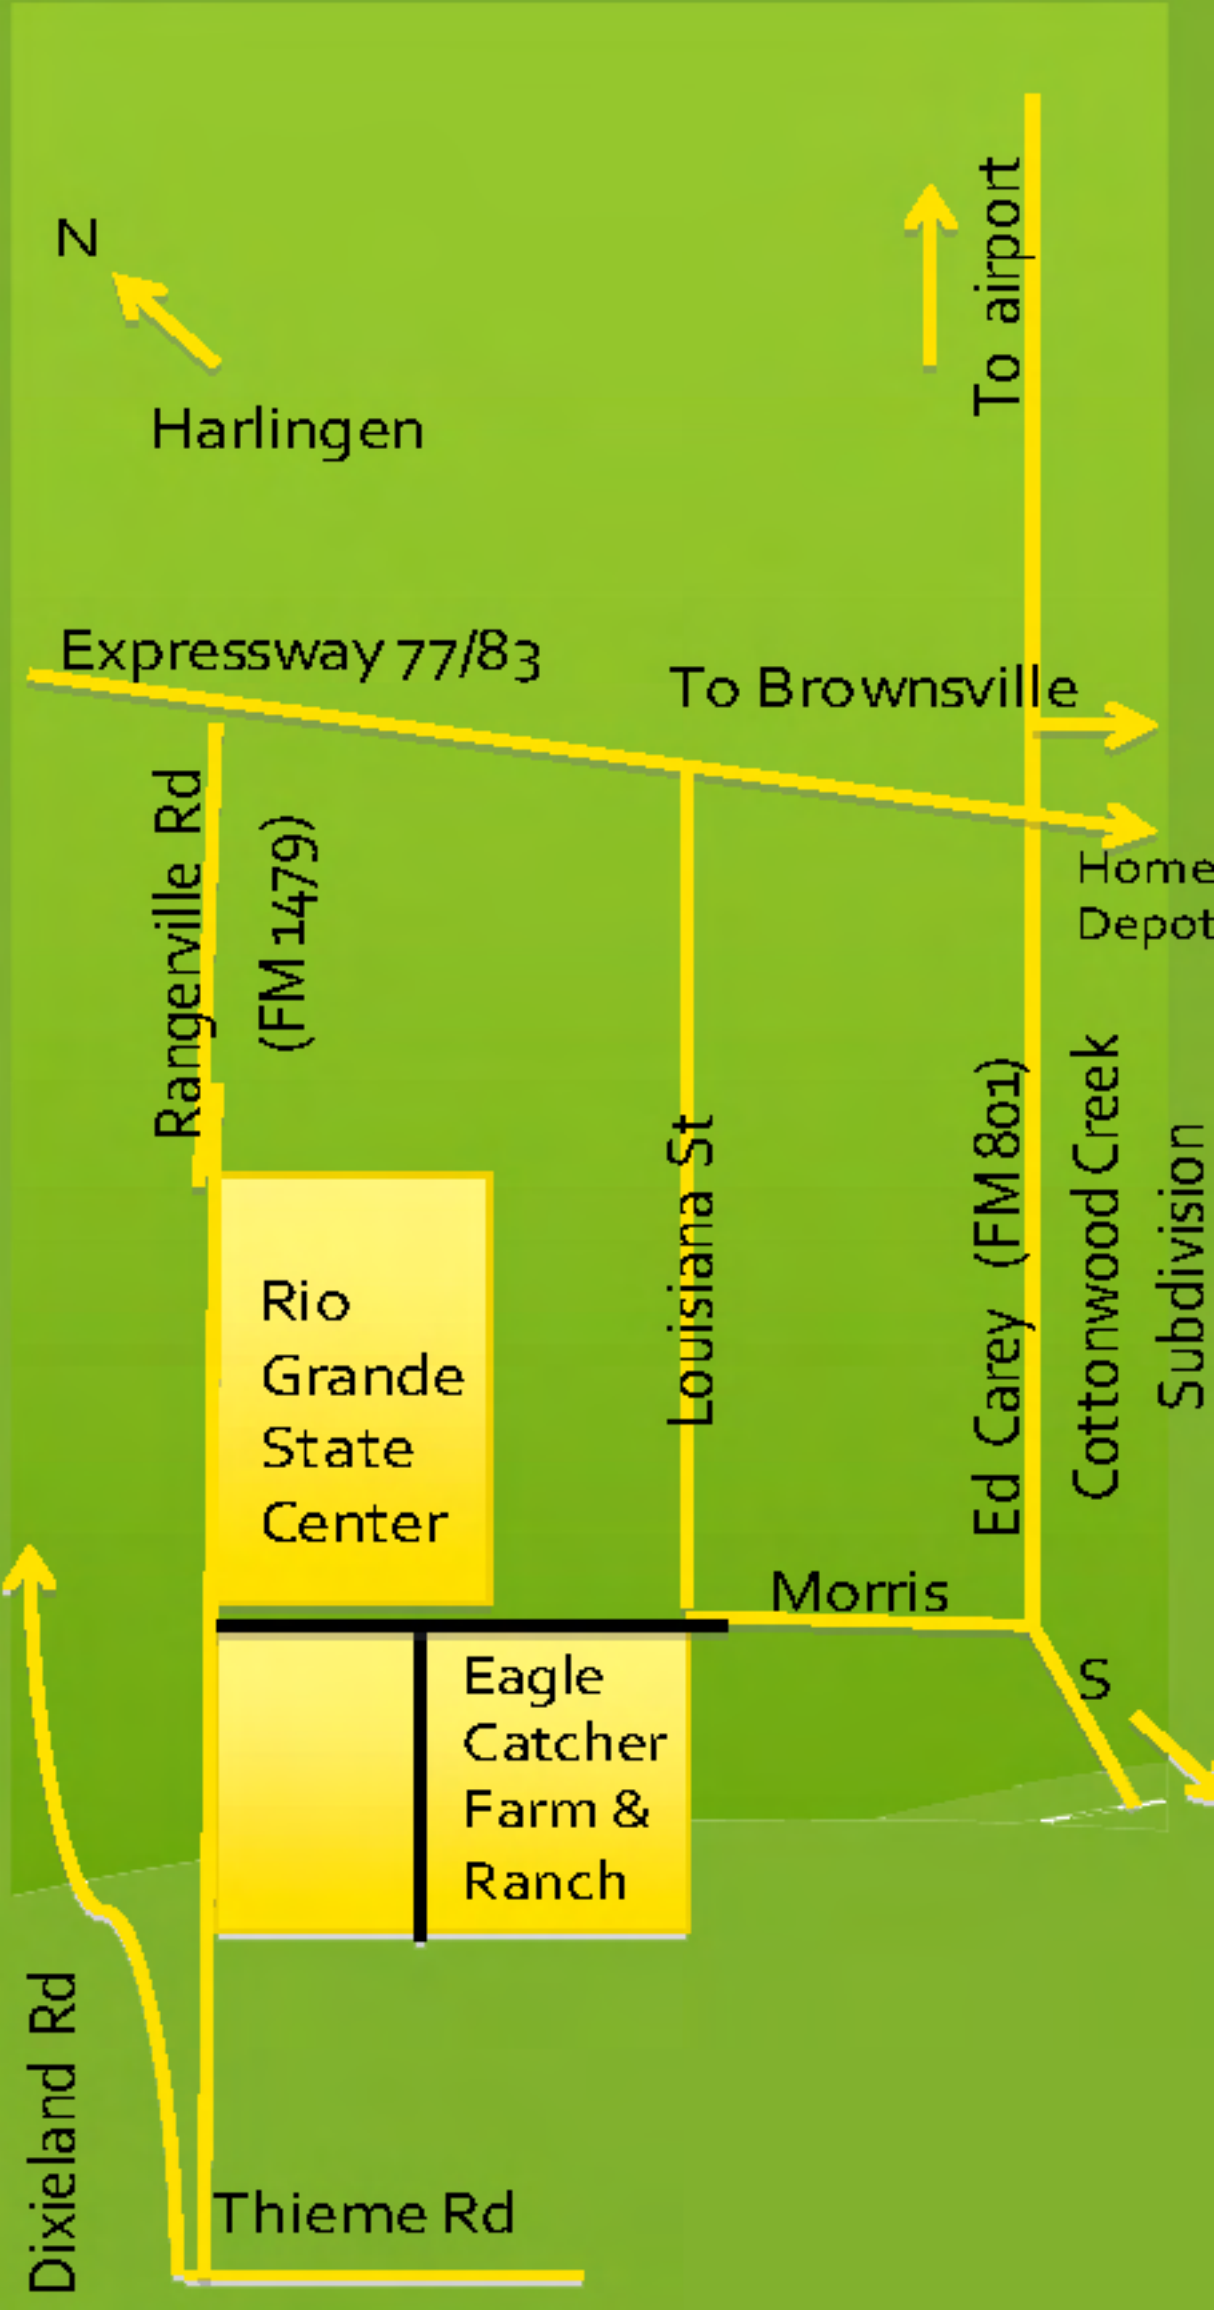 To airport
N
Harlingen
Expressway 77/83
To Brownsville
Home
Depot
Rangerville Rd
(FM 1479)
Louisiana St
Ed Carey (FM 801)
Cottonwood Creek
Subdivision
Rio
Grande
State
Center
Morris
Eagle
Catcher
Farm &
Ranch
S
Dixieland Rd
Thieme Rd